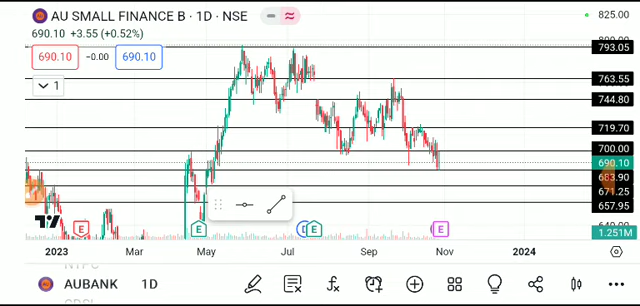 AU SMALL FINANCE B · 1D · NSE
825.00
690.10 +3.55 (+0.52%)
690.10 −0.00 690.10
1
793.05
763.55
744.80
719.70
700.00
690.10
683.90
671.25
657.95
1.251M
E E E E
2023 Mar May Jul Sep Nov 2024
AUBANK 1D